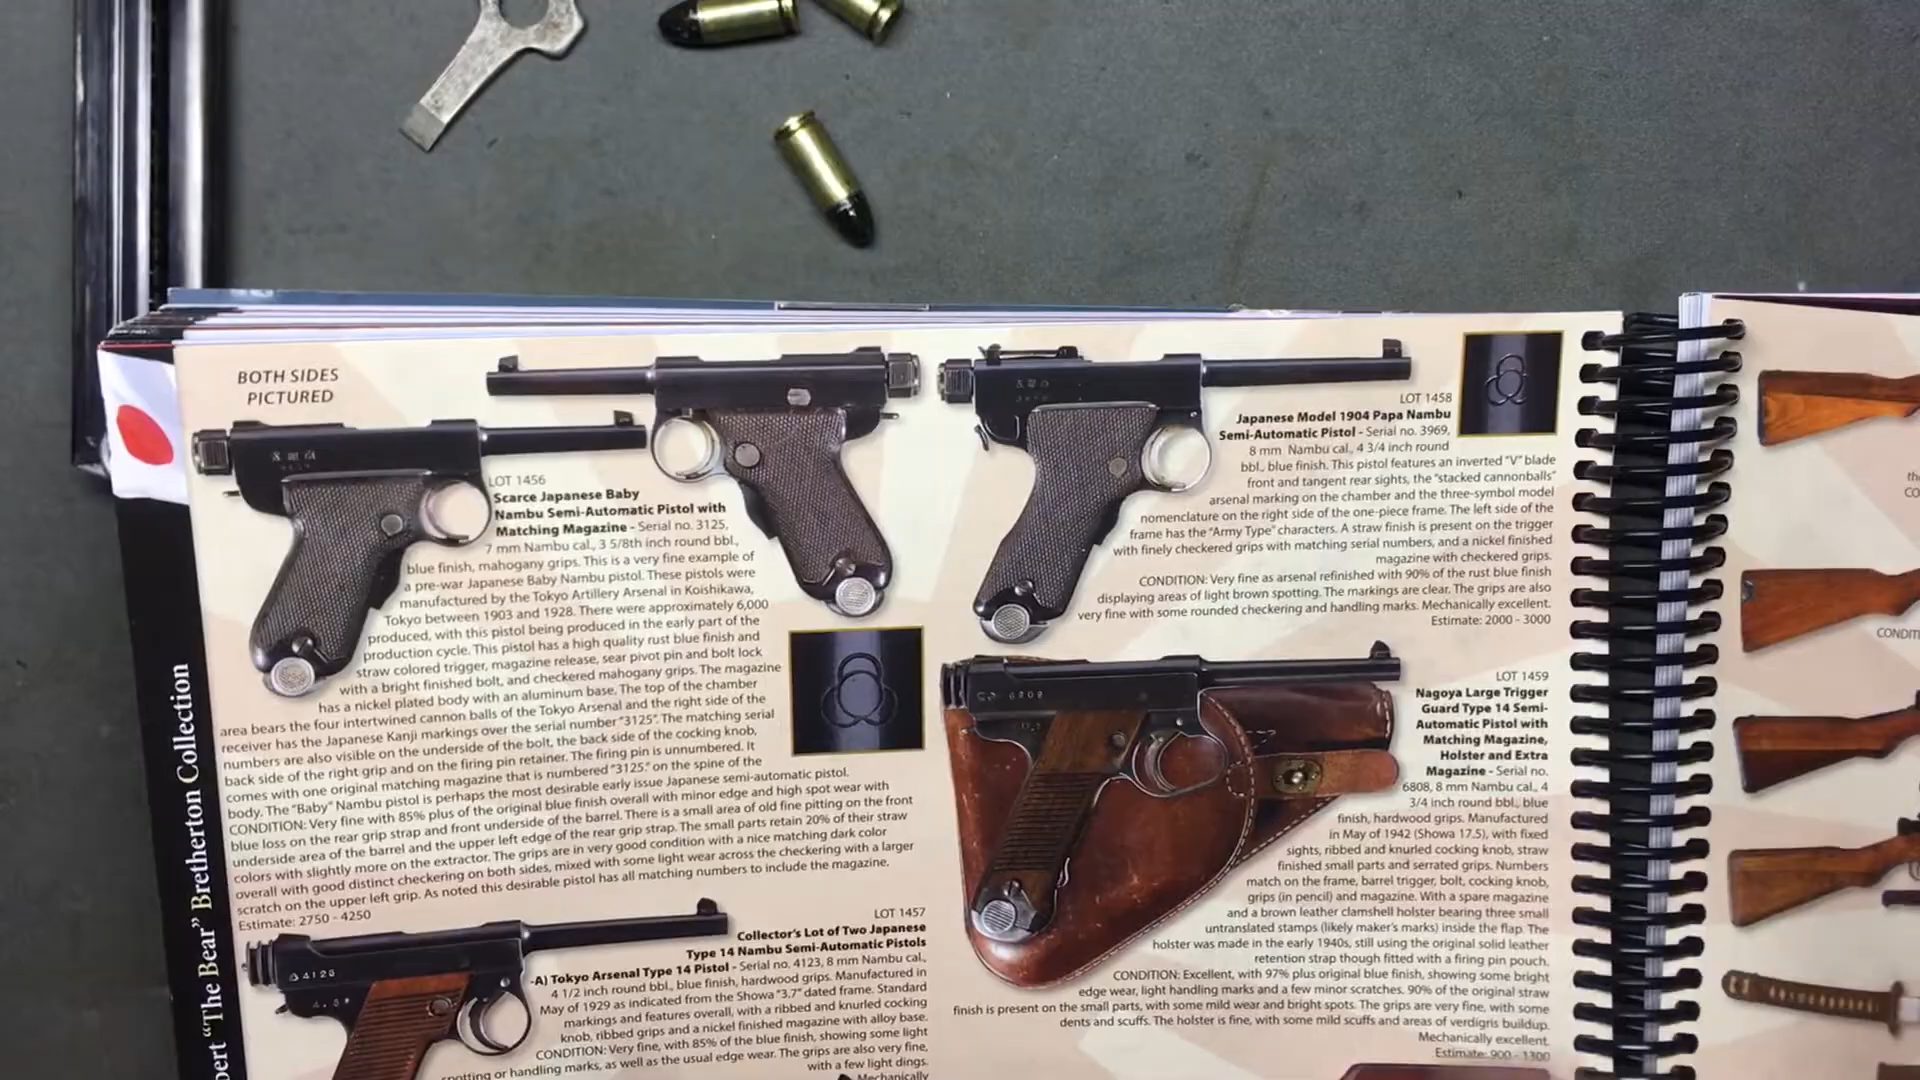 BOTH SIDES
PICTURED
LOT 1456
Scarce Japanese Baby
Nambu Semi-Automatic Pistol with
Matching Magazine - Serial no. 3125,
7 mm Nambu cal., 3 5/8th inch round bbl.,
blue finish, mahogany grips. This is a very fine example of
a pre-war Japanese Baby Nambu pistol. These pistols were
manufactured by the Tokyo Artillery Arsenal in Koishikawa,
Tokyo between 1903 and 1928. There were approximately 6,000
produced, with this pistol being produced in the early part of the
production cycle. This pistol has a high quality rust blue finish and
straw colored trigger, magazine release, sear pivot pin and bolt lock
with a bright finished bolt, and checkered mahogany grips. The magazine
has a nickel plated body with an aluminum base. The top of the chamber
area bears the four intertwined cannon balls of the Tokyo Arsenal and the right side of the
receiver has the Japanese Kanji markings over the serial number "3125". The matching serial
numbers are also visible on the underside of the bolt, the back side of the cocking knob,
back side of the right grip and on the firing pin retainer. The firing pin is unnumbered. It
comes with one original matching magazine that is numbered "3125." on the spine of the
body. The "Baby" Nambu pistol is perhaps the most desirable early issue Japanese semi-automatic pistol.
CONDITION: Very fine with 85% plus of the original blue finish overall with minor edge and high spot wear with
blue loss on the rear grip strap and front underside of the barrel. There is a small area of old fine pitting on the front
underside area of the barrel and the upper left edge of the rear grip strap. The small parts retain 20% of their straw
colors with slightly more on the extractor. The grips are in very good condition with a nice matching dark color
overall with good distinct checkering on both sides, mixed with some light wear across the checkering with a larger
scratch on the upper left grip. As noted this desirable pistol has all matching numbers to include the magazine.
Estimate: 2750 - 4250
LOT 1457
Collector's Lot of Two Japanese
Type 14 Nambu Semi-Automatic Pistols
-A) Tokyo Arsenal Type 14 Pistol - Serial no. 4123, 8 mm Nambu cal.,
4 1/2 inch round bbl., blue finish, hardwood grips. Manufactured in
May of 1929 as indicated from the Showa "3.7" dated frame. Standard
markings and features overall, with a ribbed and knurled cocking
knob, ribbed grips and a nickel finished magazine with alloy base.
CONDITION: Very fine, with 85% of the blue finish, showing some light
spotting or handling marks, as well as the usual edge wear. The grips are also very fine,
with a few light dings.
Mechanically
LOT 1458
Japanese Model 1904 Papa Nambu
Semi-Automatic Pistol - Serial no. 3969,
8 mm Nambu cal., 4 3/4 inch round
bbl., blue finish. This pistol features an inverted "V" blade
front and tangent rear sights, the "stacked cannonballs"
arsenal marking on the chamber and the three-symbol model
nomenclature on the right side of the one-piece frame. The left side of the
frame has the "Army Type" characters. A straw finish is present on the trigger
with finely checkered grips with matching serial numbers, and a nickel finished
magazine with checkered grips.
CONDITION: Very fine as arsenal refinished with 90% of the rust blue finish
displaying areas of light brown spotting. The markings are clear. The grips are also
very fine with some rounded checkering and handling marks. Mechanically excellent.
Estimate: 2000 - 3000
LOT 1459
Nagoya Large Trigger
Guard Type 14 Semi-
Automatic Pistol with
Matching Magazine,
Holster and Extra
Magazine - Serial no.
6808, 8 mm Nambu cal., 4
3/4 inch round bbl., blue
finish, hardwood grips. Manufactured
in May of 1942 (Showa 17.5), with fixed
sights, ribbed and knurled cocking knob, straw
finished small parts and serrated grips. Numbers
match on the frame, barrel trigger, bolt, cocking knob,
grips (in pencil) and magazine. With a spare magazine
and a brown leather clamshell holster bearing three small
untranslated stamps (likely maker's marks) inside the flap. The
holster was made in the early 1940s, still using the original solid leather
retention strap though fitted with a firing pin pouch.
CONDITION: Excellent, with 97% plus original blue finish, showing some bright
edge wear, light handling marks and a few minor scratches. 90% of the original straw
finish is present on the small parts, with some mild wear and bright spots. The grips are very fine, with some
dents and scuffs. The holster is fine, with some mild scuffs and areas of verdigris buildup.
Mechanically excellent.
Estimate: 900 - 1300
pert "The Bear" Bretherton Collection
the
CO
CONDITI